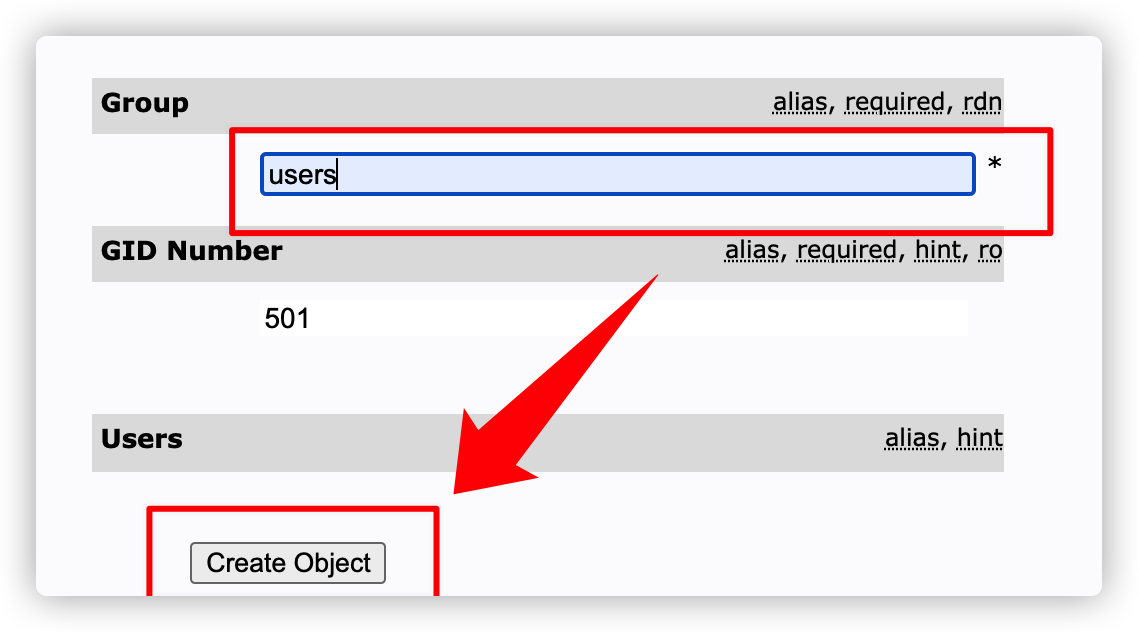 Group alias, required, rdn
users *
GID Number alias, required, hint, ro
501
Users alias, hint
Create Object